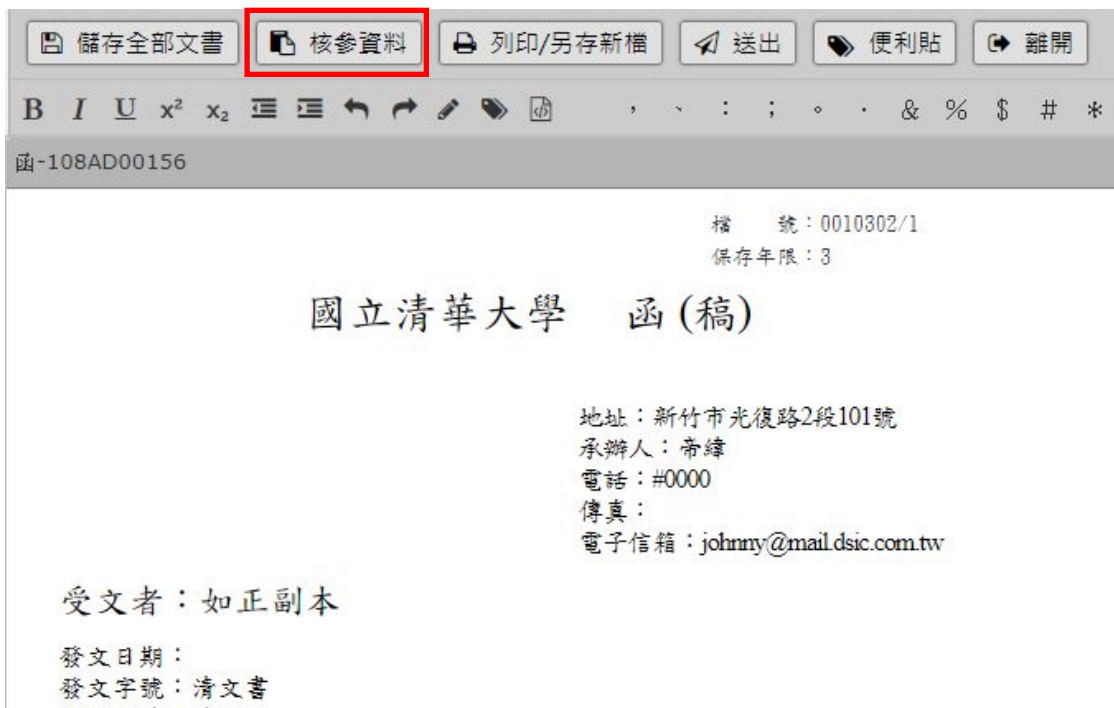 儲存全部文書 核參資料 列印/另存新檔 送出 便利貼 離開
B I U x² x₂ , 、 : ; 。 · & % $ # *
函-108AD00156
檔 號:0010302/1
保存年限:3
國立清華大學 函(稿)
地址:新竹市光復路2段101號
承辦人:帝緯
電話:#0000
傳真:
電子信箱:johnny@mail.dsic.com.tw
受文者:如正副本
發文日期:
發文字號:清文書